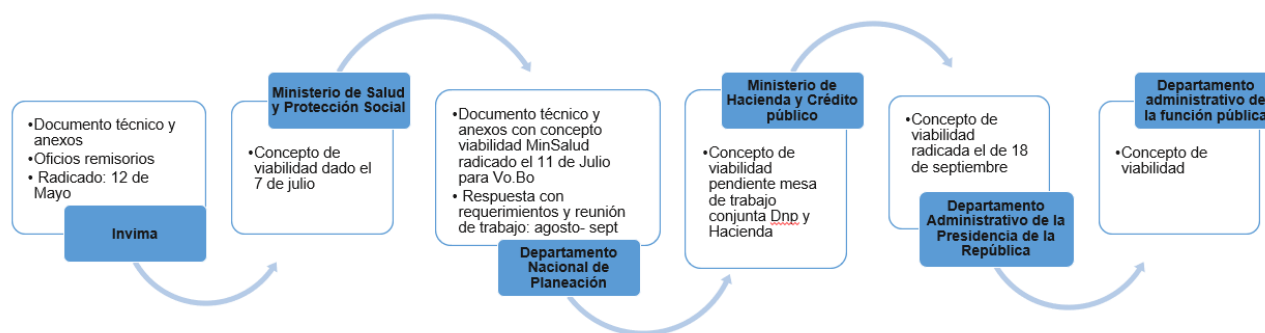 •Documento técnico y
anexos
•Oficios remisorios
• Radicado: 12 de
Mayo
Invima
Ministerio de Salud
y Protección Social
•Concepto de
viabilidad dado el
7 de julio
•Documento técnico y
anexos con concepto
viabilidad MinSalud
radicado el 11 de Julio
para Vo.Bo
• Respuesta con
requerimientos y reunión
de trabajo: agosto- sept
Departamento
Nacional de
Planeación
Ministerio de
Hacienda y Crédito
público
•Concepto de
viabilidad
pendiente mesa
de trabajo
conjunta Dnp y
Hacienda
•Concepto de
viabilidad
radicada el de 18
de septiembre
Departamento
Administrativo de la
Presidencia de la
República
Departamento
administrativo de
la función pública
•Concepto de
viabilidad